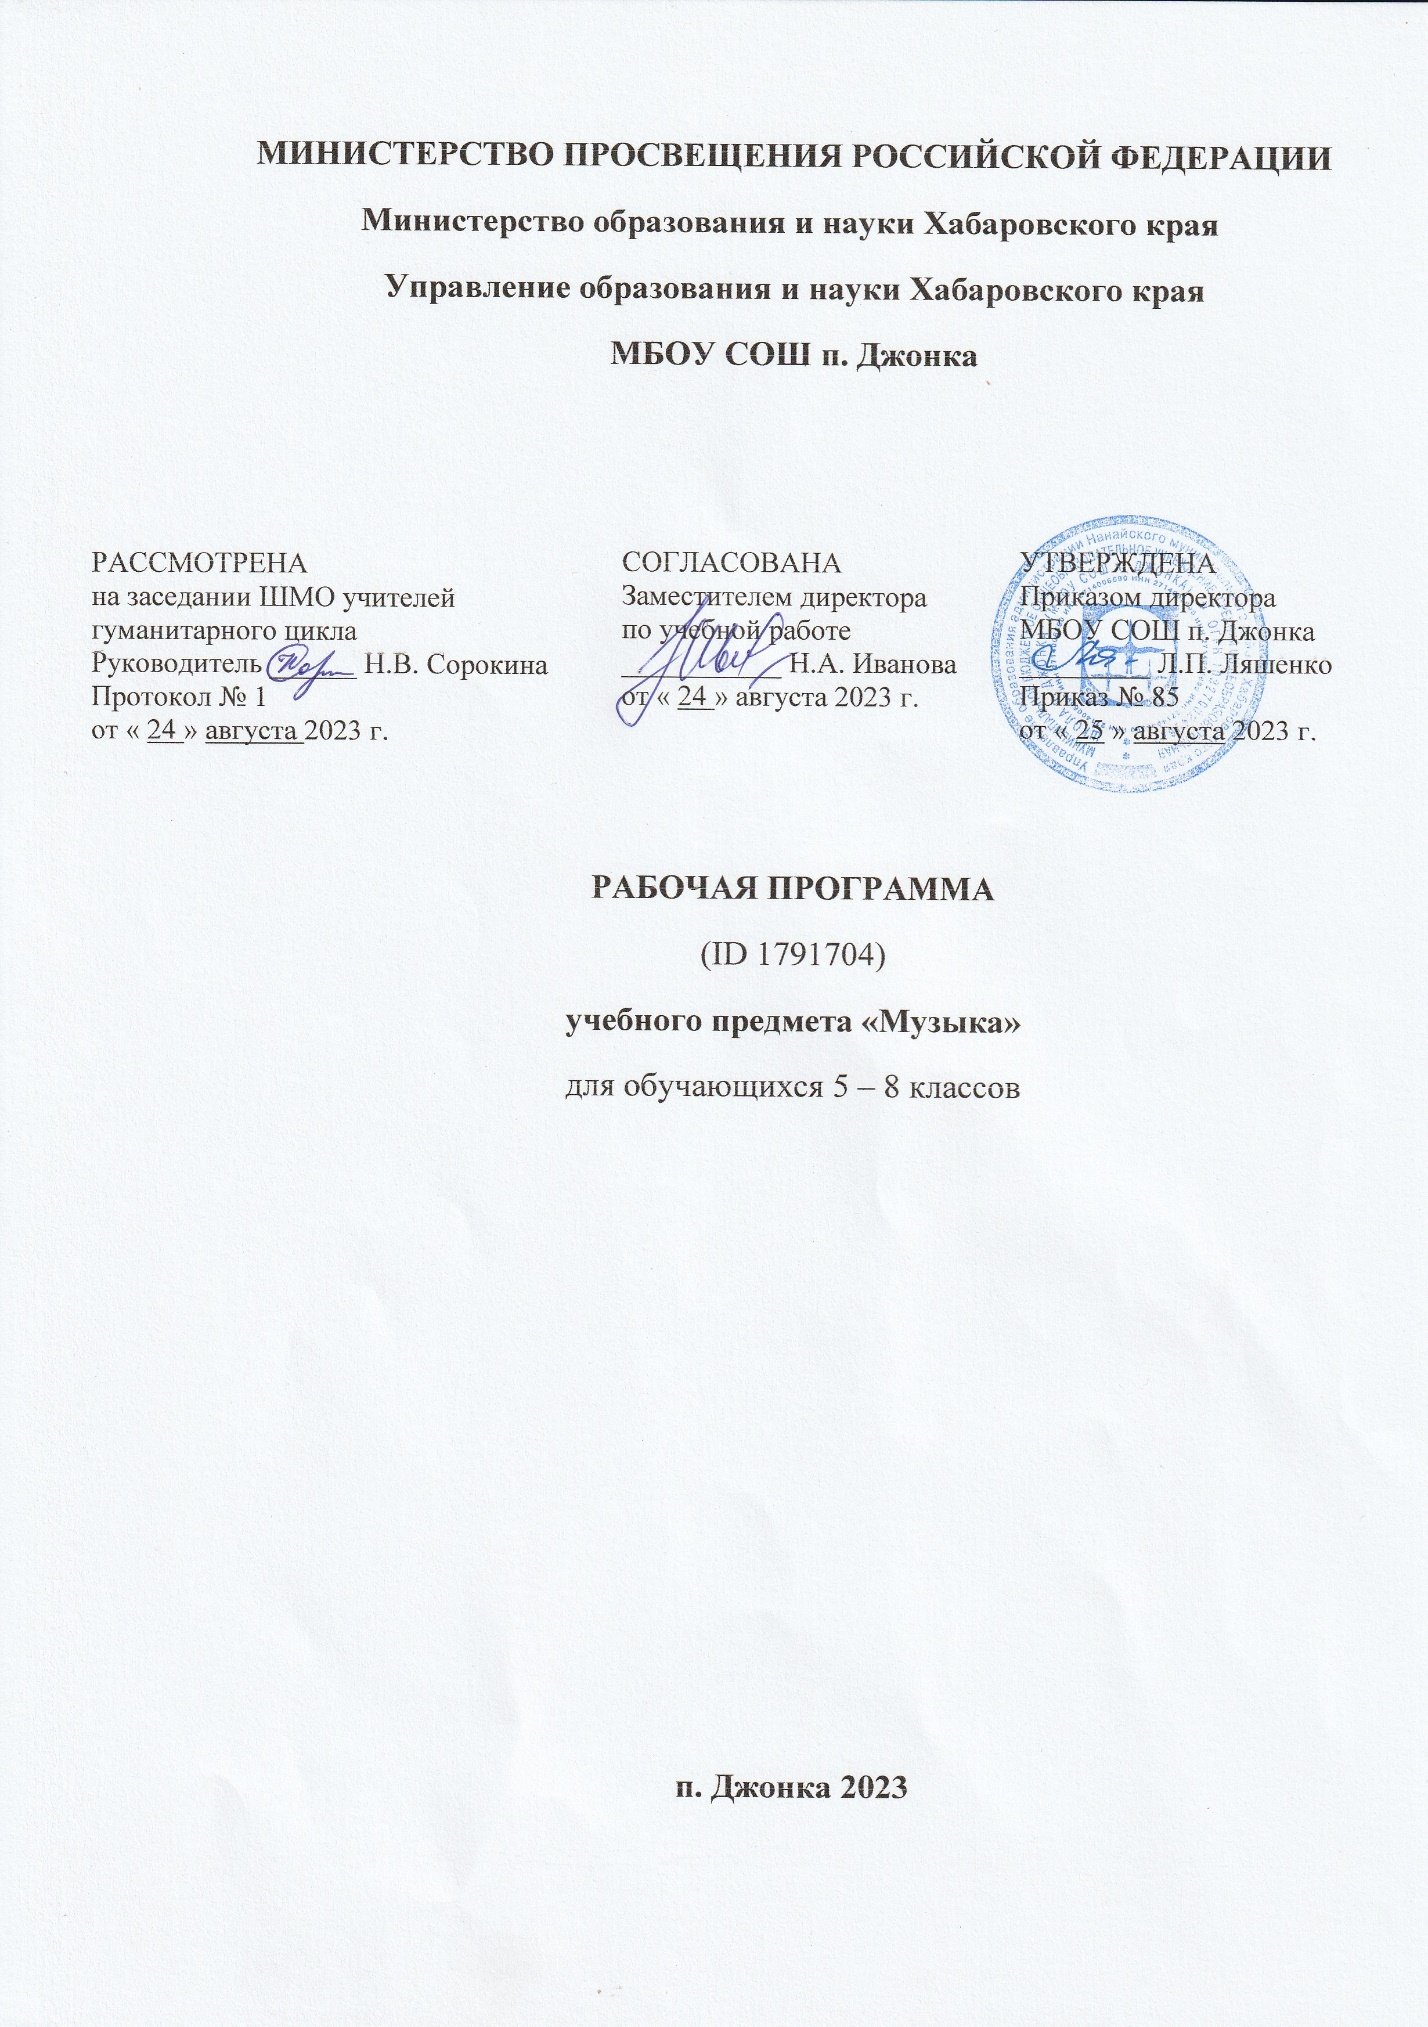 МИНИСТЕРСТВО ПРОСВЕЩЕНИЯ РОССИЙСКОЙ ФЕДЕРАЦИИ
Министерство образования и науки Хабаровского края
Управление образования и науки Хабаровского края
МБОУ СОШ п. Джонка
РАССМОТРЕНА
на заседании ШМО учителей
гуманитарного цикла
Руководитель ______ Н.В. Сорокина
Протокол № 1
от « 24 » августа 2023 г.
СОГЛАСОВАНА
Заместителем директора
по учебной работе
___________ Н.А. Иванова
от « 24 » августа 2023 г.
УТВЕРЖДЕНА
Приказом директора
МБОУ СОШ п. Джонка
_________ Л.П. Ляшенко
Приказ № 85
от « 25 » августа 2023 г.
РАБОЧАЯ ПРОГРАММА
(ID 1791704)
учебного предмета «Музыка»
для обучающихся 5 – 8 классов
п. Джонка 2023